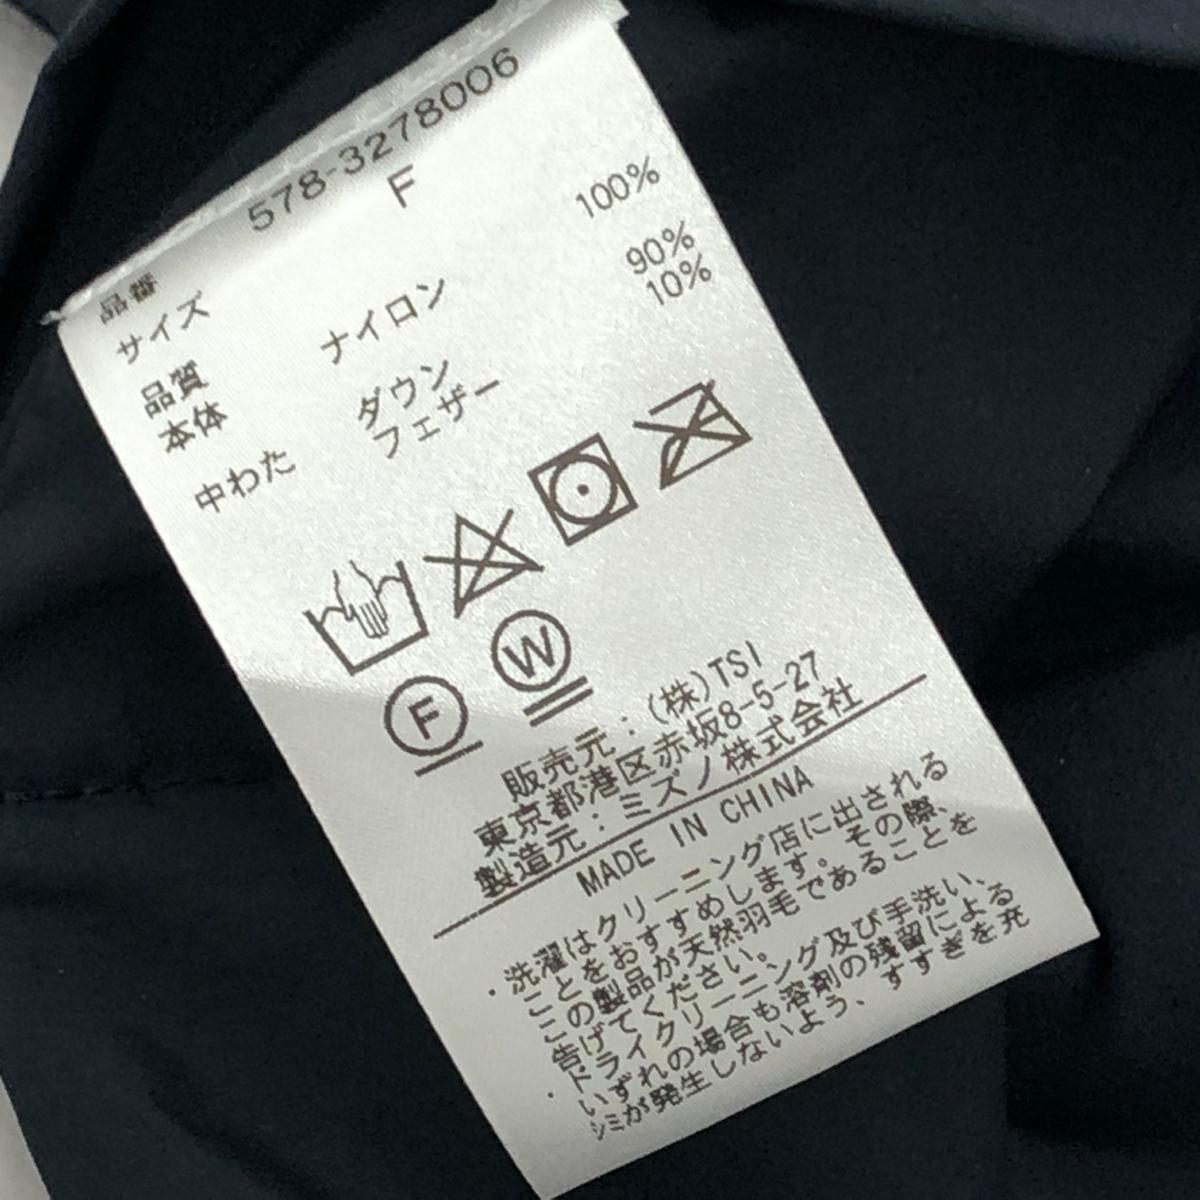 品番 578-3278006
サイズ F
品質
本体 ナイロン 100%
中わた ダウン 90%
フェザー 10%
F W
販売元：(株)TSI
東京都港区赤坂8-5-27
製造元：ミズノ株式会社
MADE IN CHINA
・洗濯はクリーニング店に出される
ことをおすすめします。その際、
この製品が天然羽毛であることを
告げてください。
・ドライクリーニング及び手洗い、
いずれの場合も溶剤の残留による
シミが発生しないよう、すすぎを充